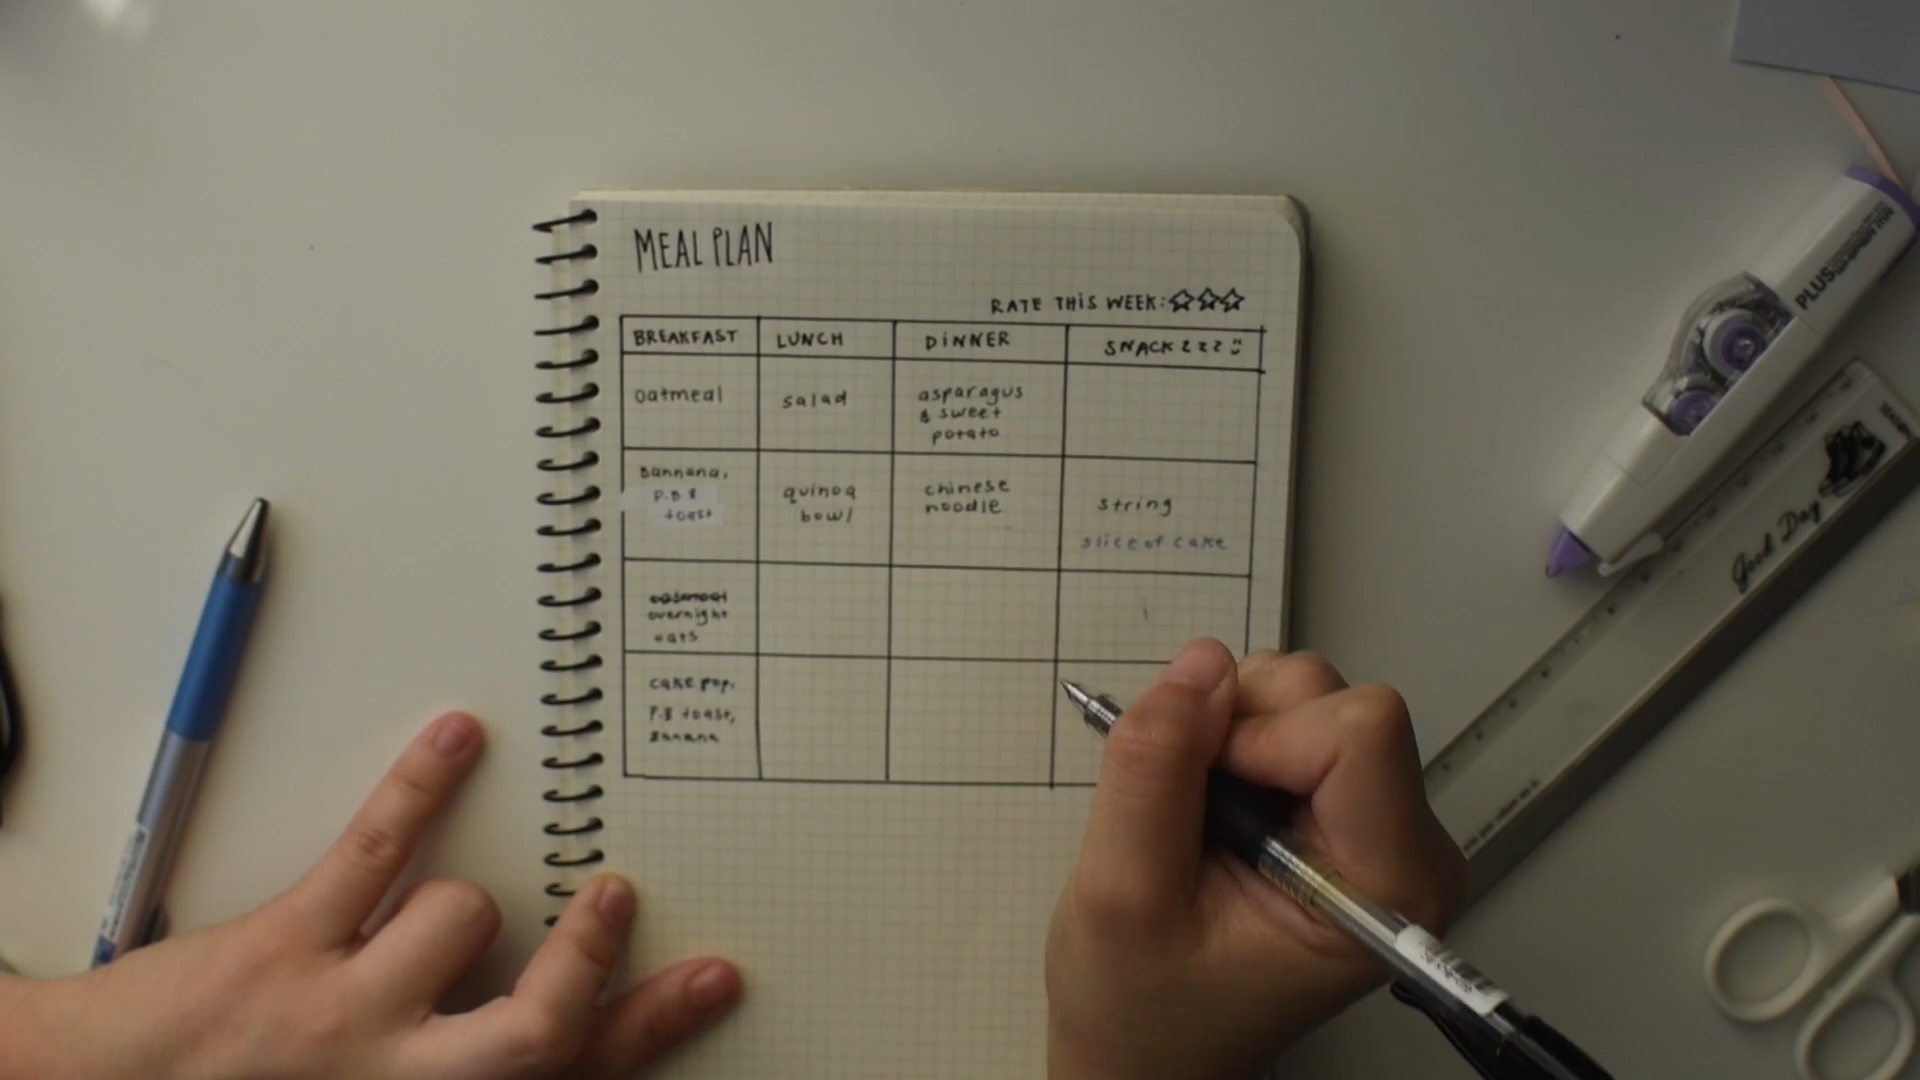 MEAL PLAN
RATE THIS WEEK:
BREAKFAST
LUNCH
DINNER
SNACKZZZ
oatmeal
salad
asparagus
& sweet
potato
Bannana,
P.B &
toast
quinoa
bowl
chinese
noodle
string
slice of cake
overnight
oats
cake pop,
P.B toast,
Banana
PLUS
Good Day